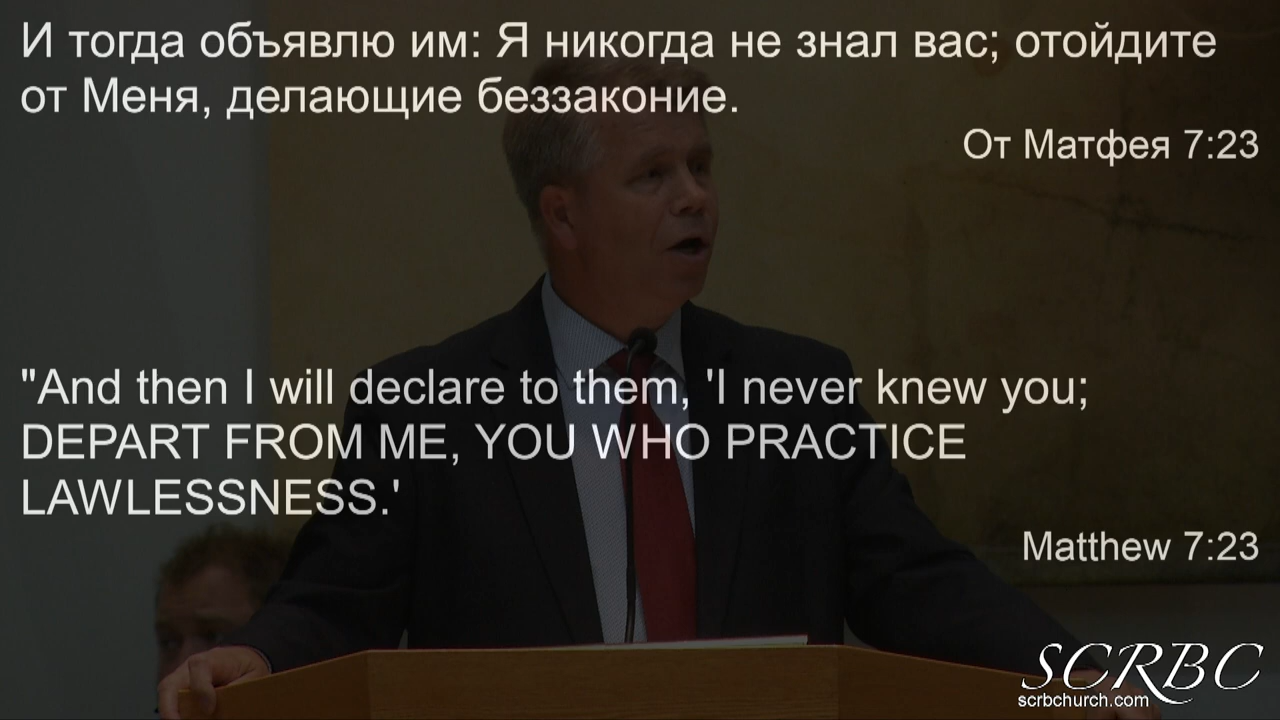 И тогда объявлю им: Я никогда не знал вас; отойдите
от Меня, делающие беззаконие.
От Матфея 7:23
"And then I will declare to them, 'I never knew you;
DEPART FROM ME, YOU WHO PRACTICE
LAWLESSNESS.'
Matthew 7:23
SCRBC
scrbchurch.com